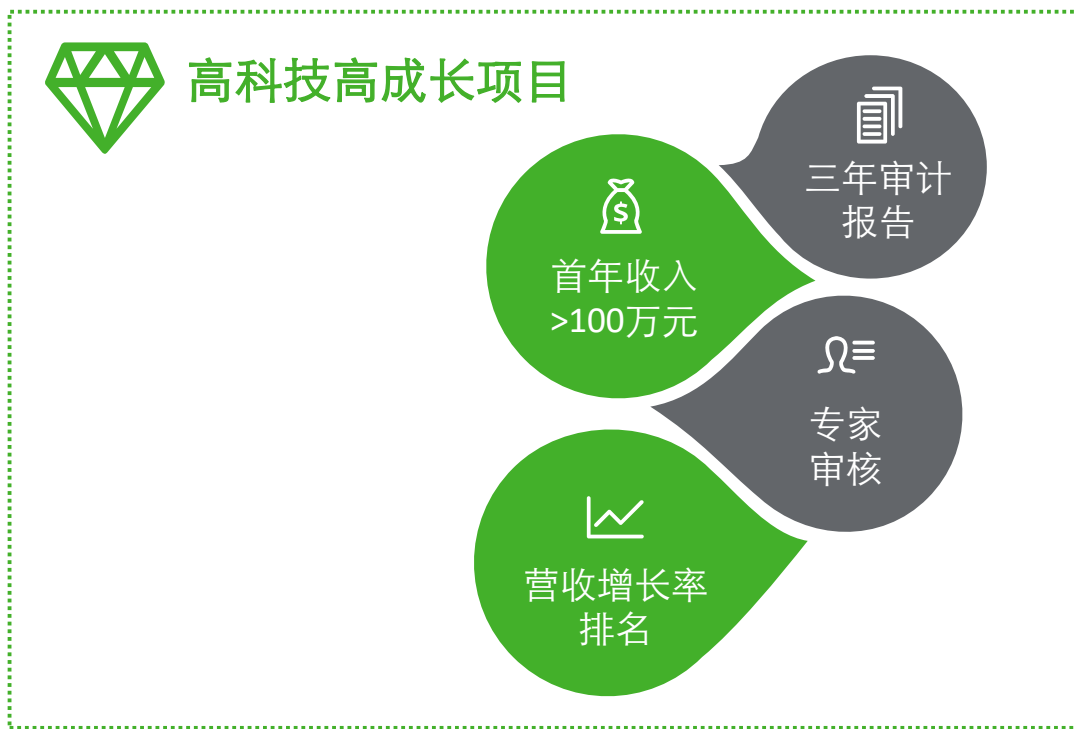 高科技高成长项目
三年审计
报告
首年收入
>100万元
专家
审核
营收增长率
排名